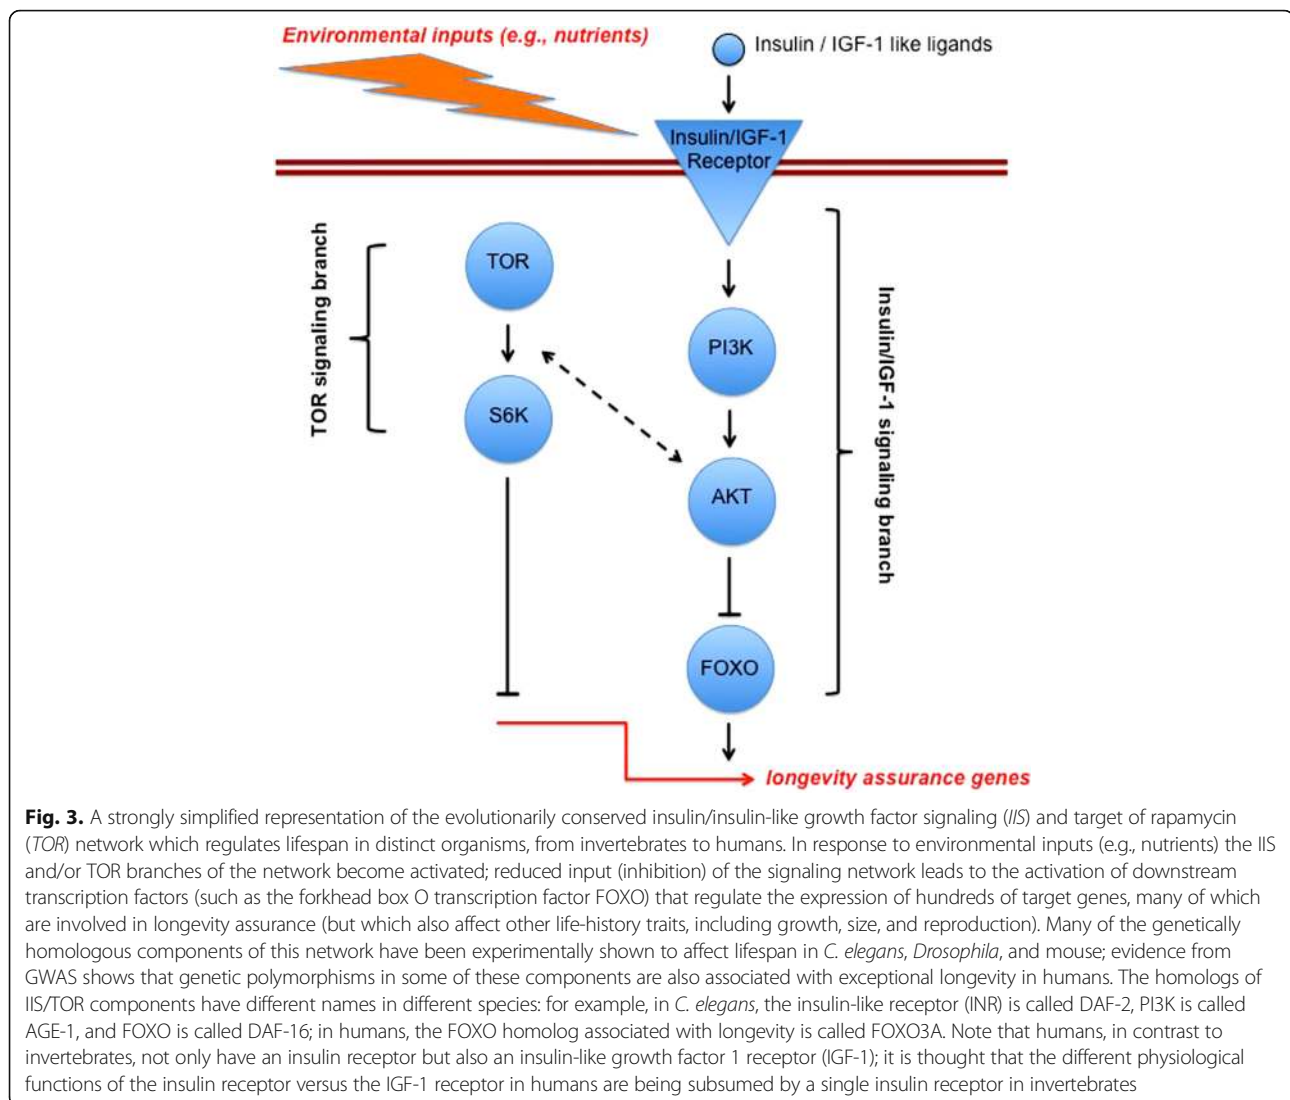 Environmental inputs (e.g., nutrients)
Insulin / IGF-1 like ligands
Insulin/IGF-1
Receptor
TOR signaling branch
TOR
S6K
PI3K
AKT
FOXO
Insulin/IGF-1 signaling branch
longevity assurance genes
Fig. 3. A strongly simplified representation of the evolutionarily conserved insulin/insulin-like growth factor signaling (IIS) and target of rapamycin
(TOR) network which regulates lifespan in distinct organisms, from invertebrates to humans. In response to environmental inputs (e.g., nutrients) the IIS
and/or TOR branches of the network become activated; reduced input (inhibition) of the signaling network leads to the activation of downstream
transcription factors (such as the forkhead box O transcription factor FOXO) that regulate the expression of hundreds of target genes, many of which
are involved in longevity assurance (but which also affect other life-history traits, including growth, size, and reproduction). Many of the genetically
homologous components of this network have been experimentally shown to affect lifespan in C. elegans, Drosophila, and mouse; evidence from
GWAS shows that genetic polymorphisms in some of these components are also associated with exceptional longevity in humans. The homologs of
IIS/TOR components have different names in different species: for example, in C. elegans, the insulin-like receptor (INR) is called DAF-2, PI3K is called
AGE-1, and FOXO is called DAF-16; in humans, the FOXO homolog associated with longevity is called FOXO3A. Note that humans, in contrast to
invertebrates, not only have an insulin receptor but also an insulin-like growth factor 1 receptor (IGF-1); it is thought that the different physiological
functions of the insulin receptor versus the IGF-1 receptor in humans are being subsumed by a single insulin receptor in invertebrates